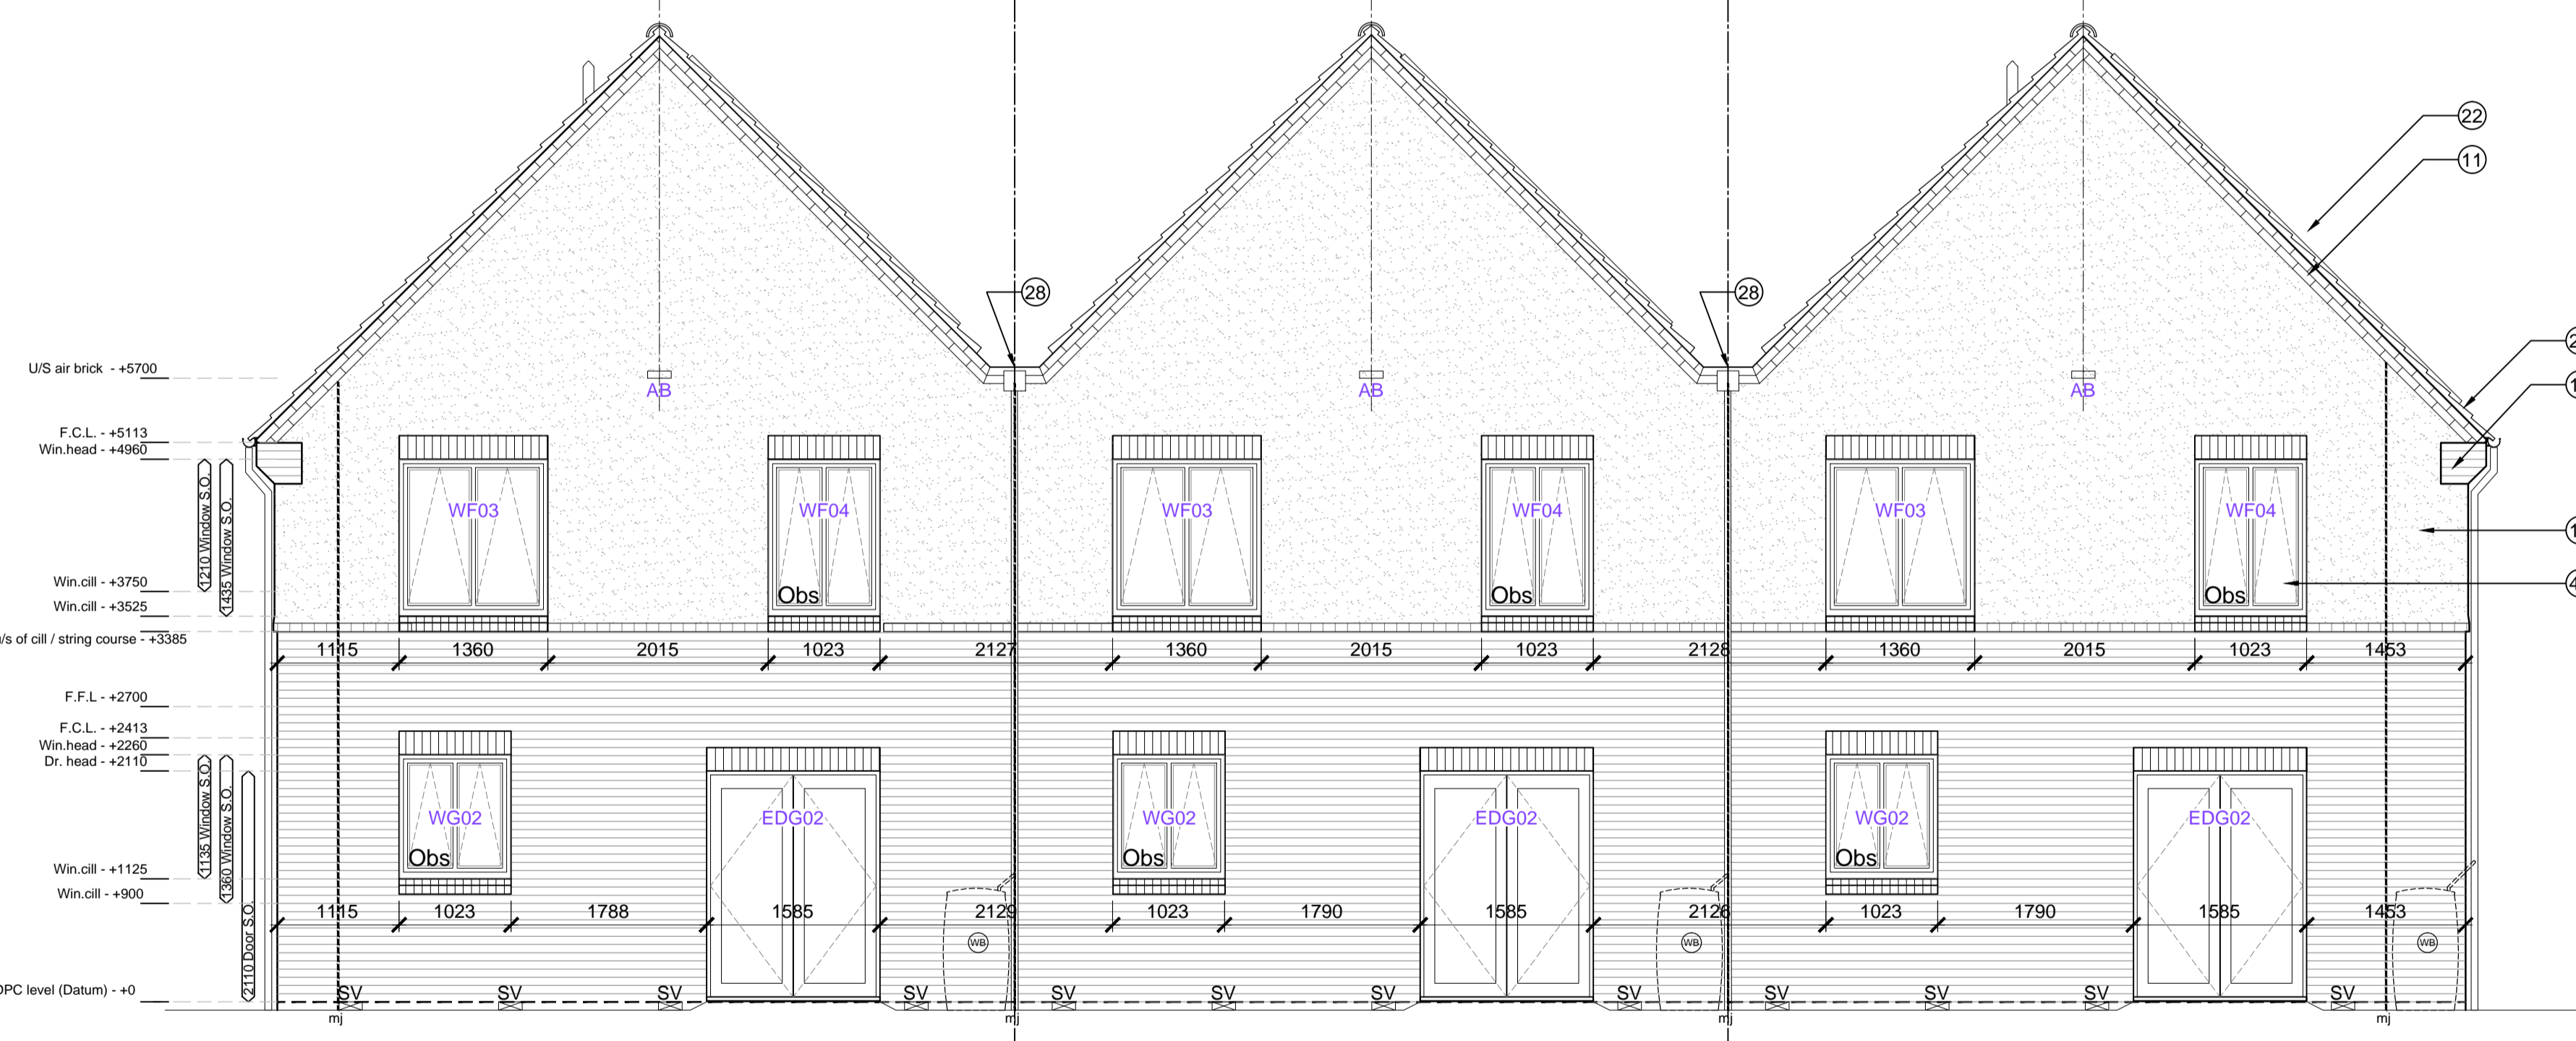 22
11
28
28
U/S air brick - +5700
AB
AB
AB
F.C.L. - +5113
Win.head - +4960
1210 Window S.O.
1435 Window S.O.
WF03
WF04
WF03
WF04
WF03
WF04
Win.cill - +3750
Obs
Obs
Obs
Win.cill - +3525
/s of cill / string course - +3385
1115
1360
2015
1023
2127
1360
2015
1023
2128
1360
2015
1023
1453
F.F.L - +2700
F.C.L. - +2413
Win.head - +2260
Dr. head - +2110
1135 Window S.O.
1360 Window S.O.
2110 Door S.O.
WG02
EDG02
WG02
EDG02
WG02
EDG02
Obs
Obs
Obs
Win.cill - +1125
Win.cill - +900
1115
1023
1788
1585
2129
1023
1790
1585
2126
1023
1790
1585
1453
WB
WB
WB
DPC level (Datum) - +0
SV
SV
SV
SV
SV
SV
SV
SV
SV
SV
SV
SV
mj
mj
mj
mj